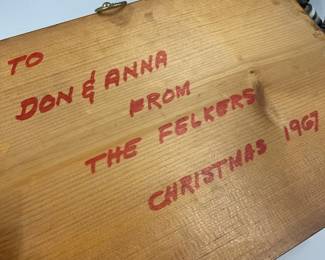 TO
DON & ANNA
FROM
THE FELKERS
CHRISTMAS 1967